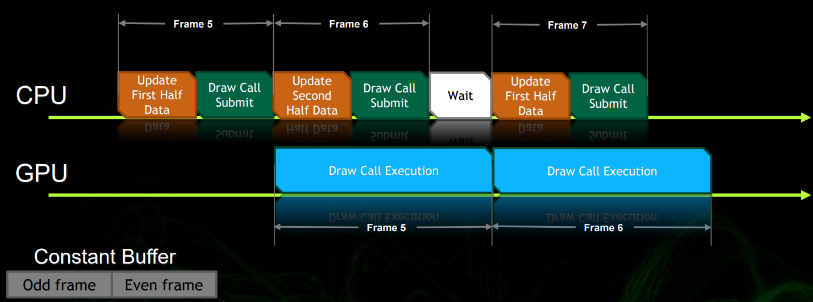 Frame 5
Frame 6
Frame 7
CPU
Update
First Half
Data
Draw Call
Submit
Update
Second
Half Data
Draw Call
Submit
Wait
Update
First Half
Data
Draw Call
Submit
GPU
Draw Call Execution
Draw Call Execution
Frame 5
Frame 6
Constant Buffer
Odd frame
Even frame